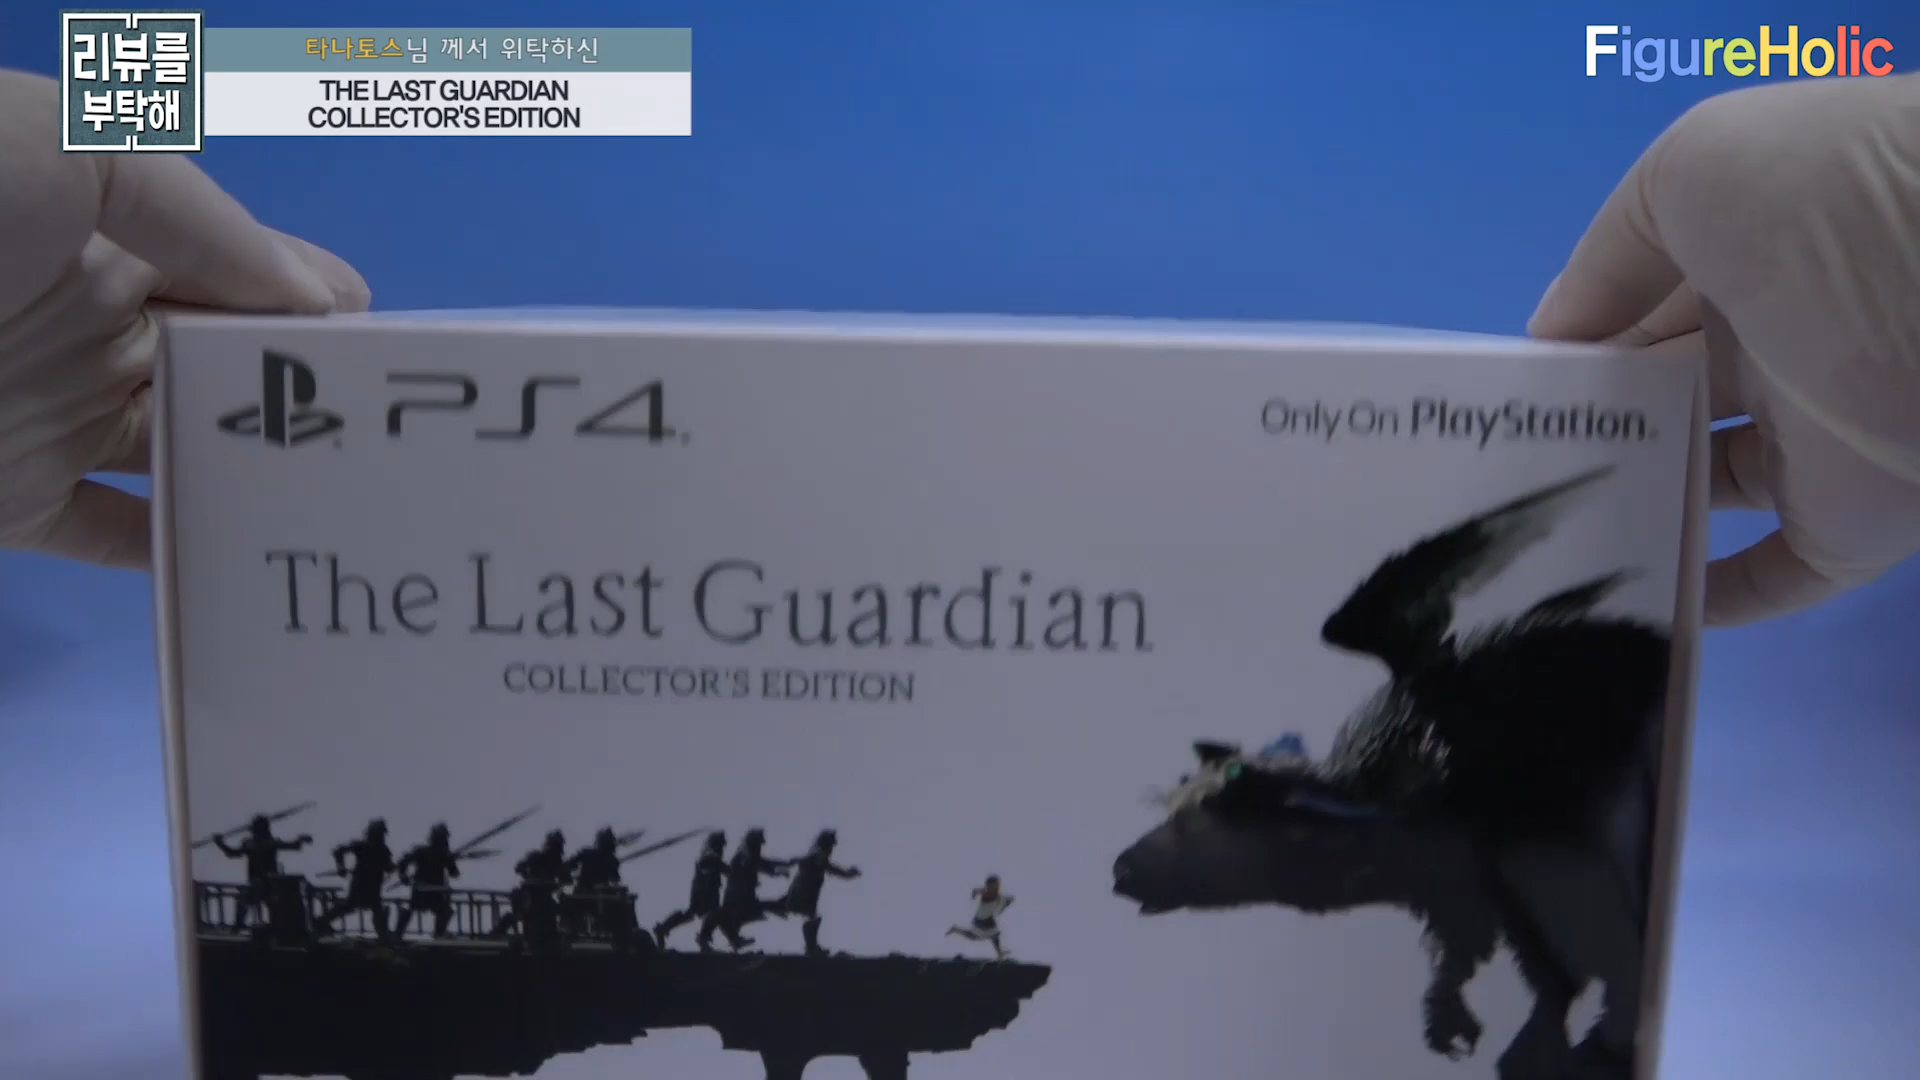 리뷰를
부탁해
타나토스님 께서 위탁하신
THE LAST GUARDIAN
COLLECTOR'S EDITION
FigureHolic
PS4
Only On PlayStation
The Last Guardian
COLLECTOR'S EDITION